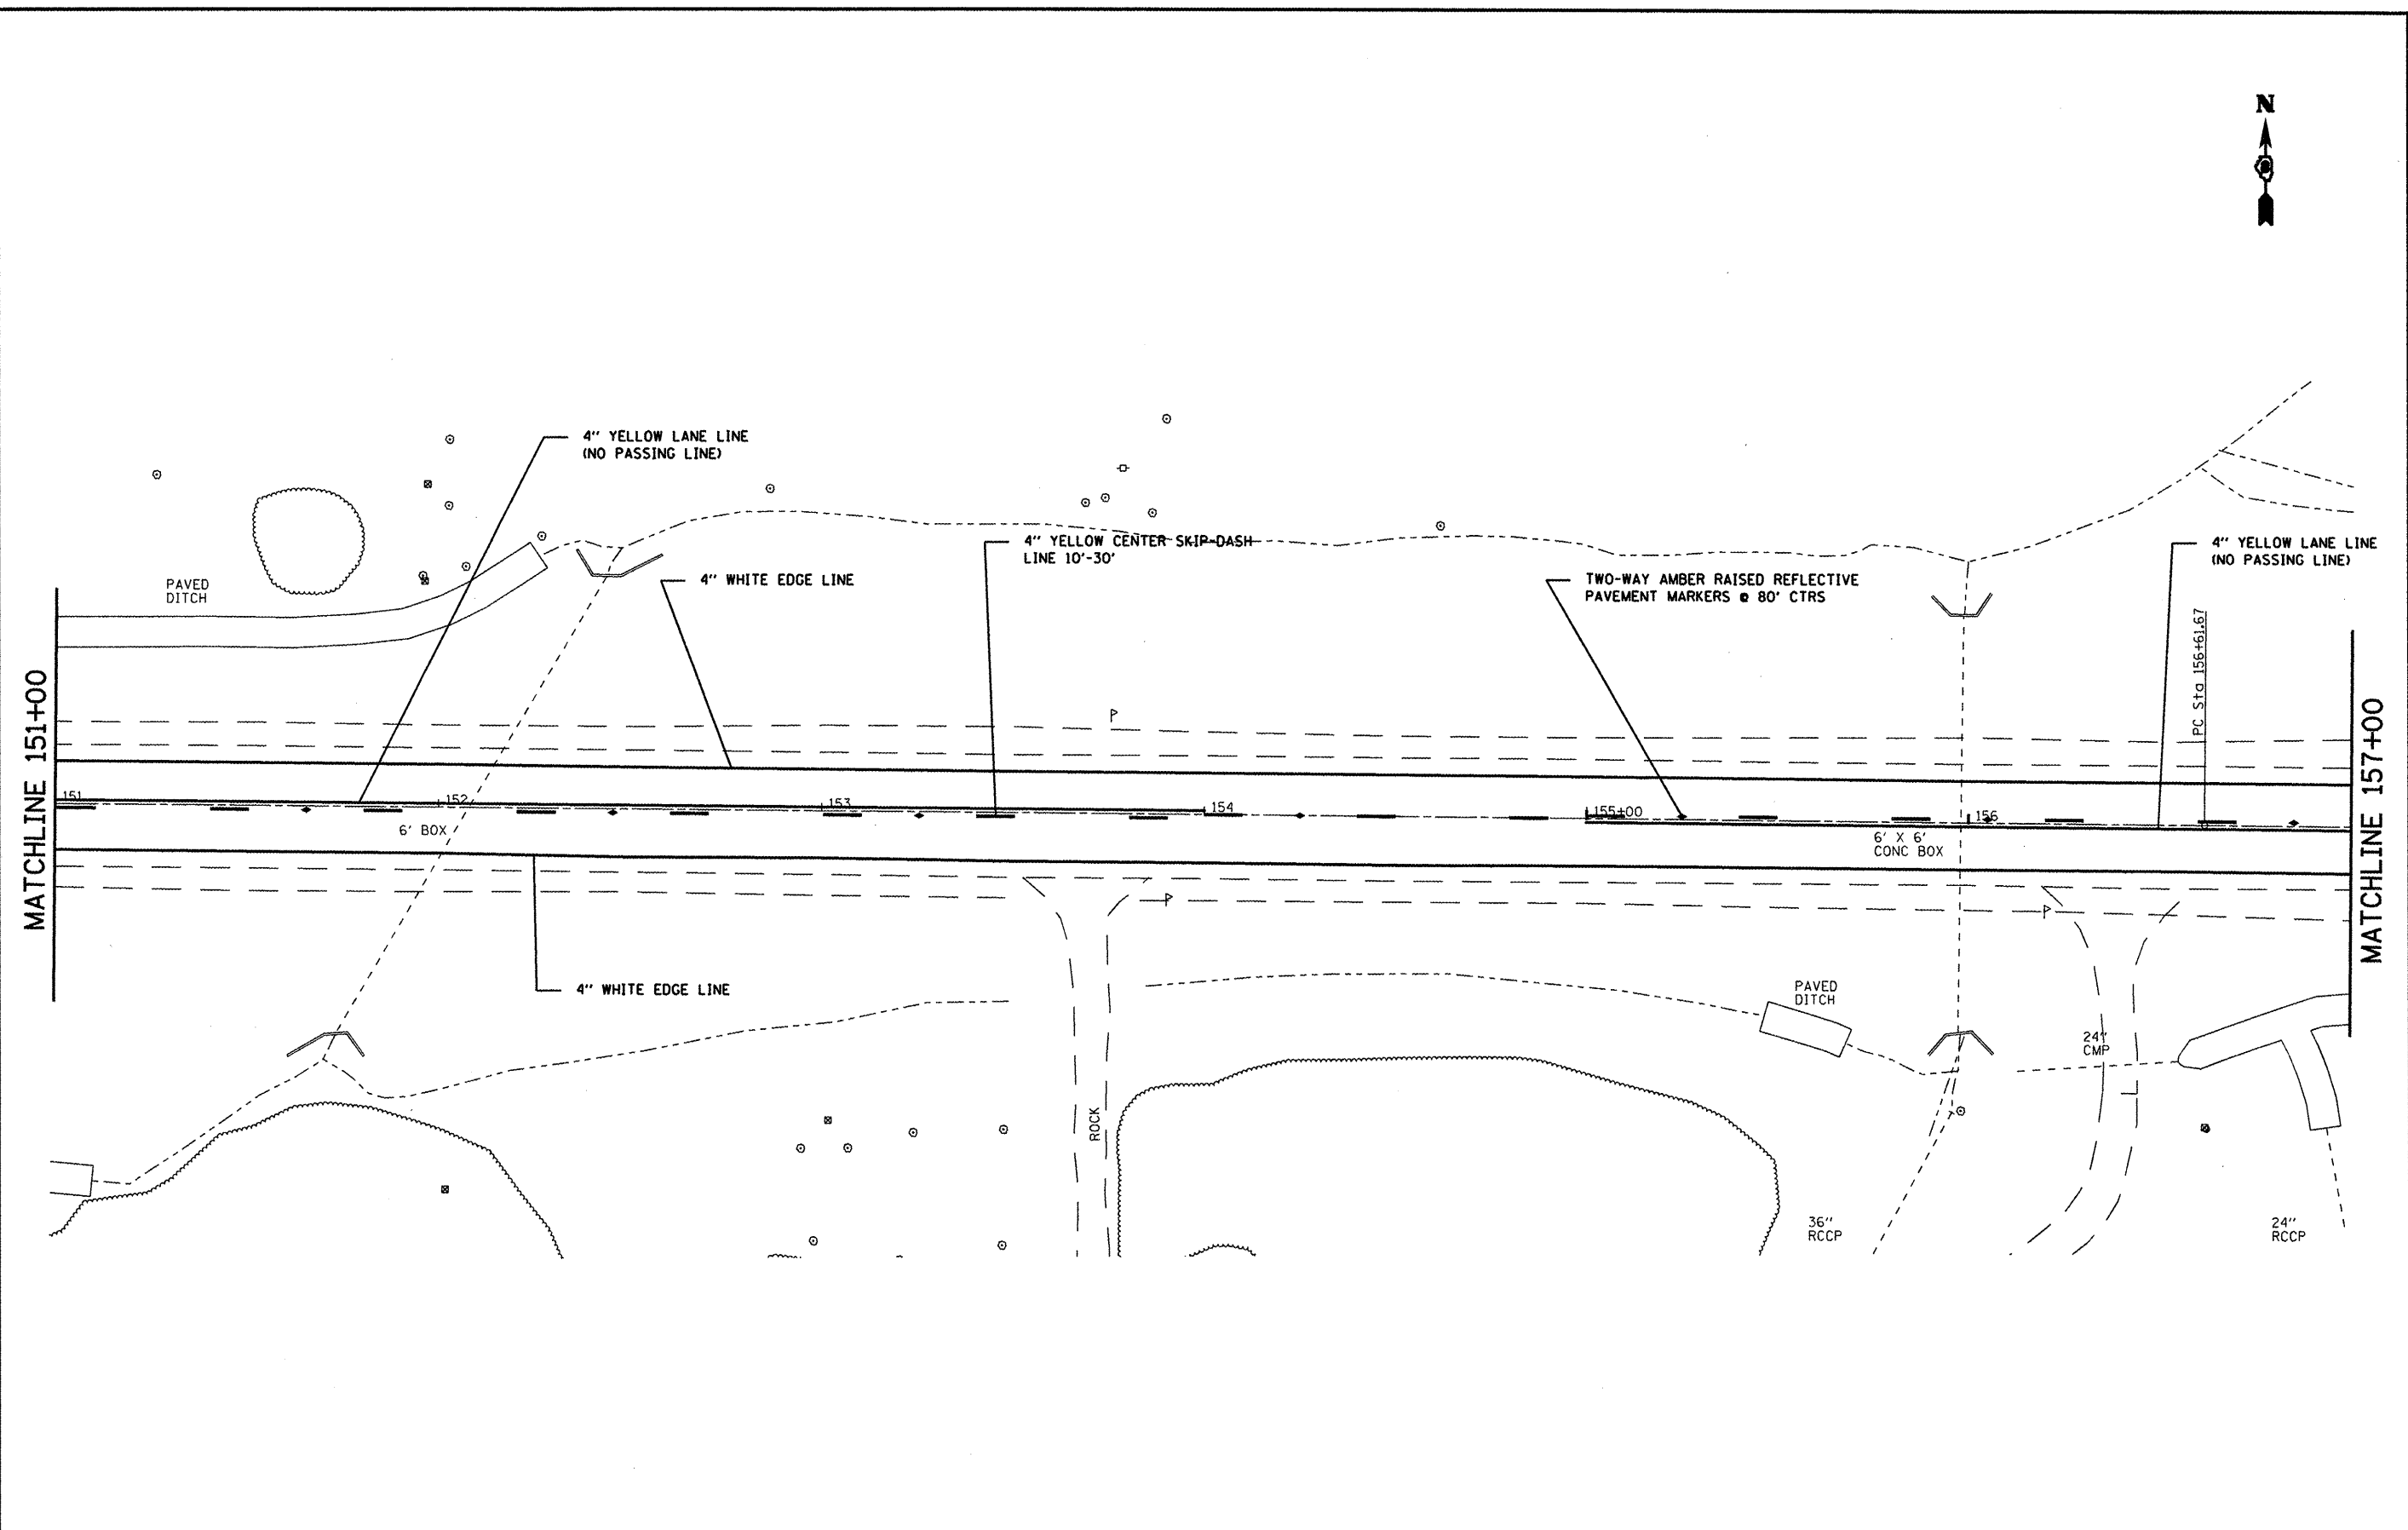 N
4" YELLOW LANE LINE
(NO PASSING LINE)
4" YELLOW CENTER SKIP-DASH
LINE 10'-30'
4" YELLOW LANE LINE
(NO PASSING LINE)
4" WHITE EDGE LINE
TWO-WAY AMBER RAISED REFLECTIVE
PAVEMENT MARKERS @ 80' CTRS
PAVED
DITCH
PC Sta 156+61.67
MATCHLINE 151+00
MATCHLINE 157+00
P
151
152
153
154
155+00
156
6' BOX
6' X 6'
CONC BOX
P
P
4" WHITE EDGE LINE
PAVED
DITCH
24"
CMP
ROCK
36"
RCCP
24"
RCCP